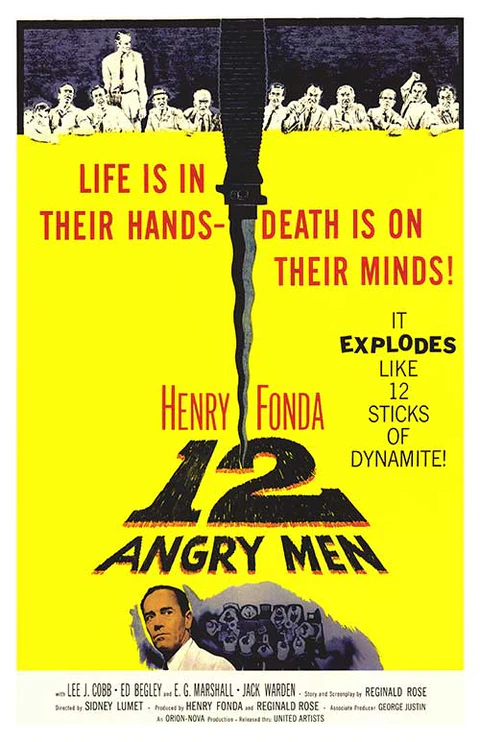 LIFE IS IN
THEIR HANDS- DEATH IS ON
THEIR MINDS!
IT
EXPLODES
LIKE
12
STICKS
OF
DYNAMITE!
HENRY FONDA
12
ANGRY MEN
with LEE J. COBB • ED BEGLEY and E. G. MARSHALL • JACK WARDEN • Story and Screenplay by REGINALD ROSE
Directed by SIDNEY LUMET • Produced by HENRY FONDA and REGINALD ROSE • Associate Producer GEORGE JUSTIN
An ORION-NOVA Production • Released thru UNITED ARTISTS